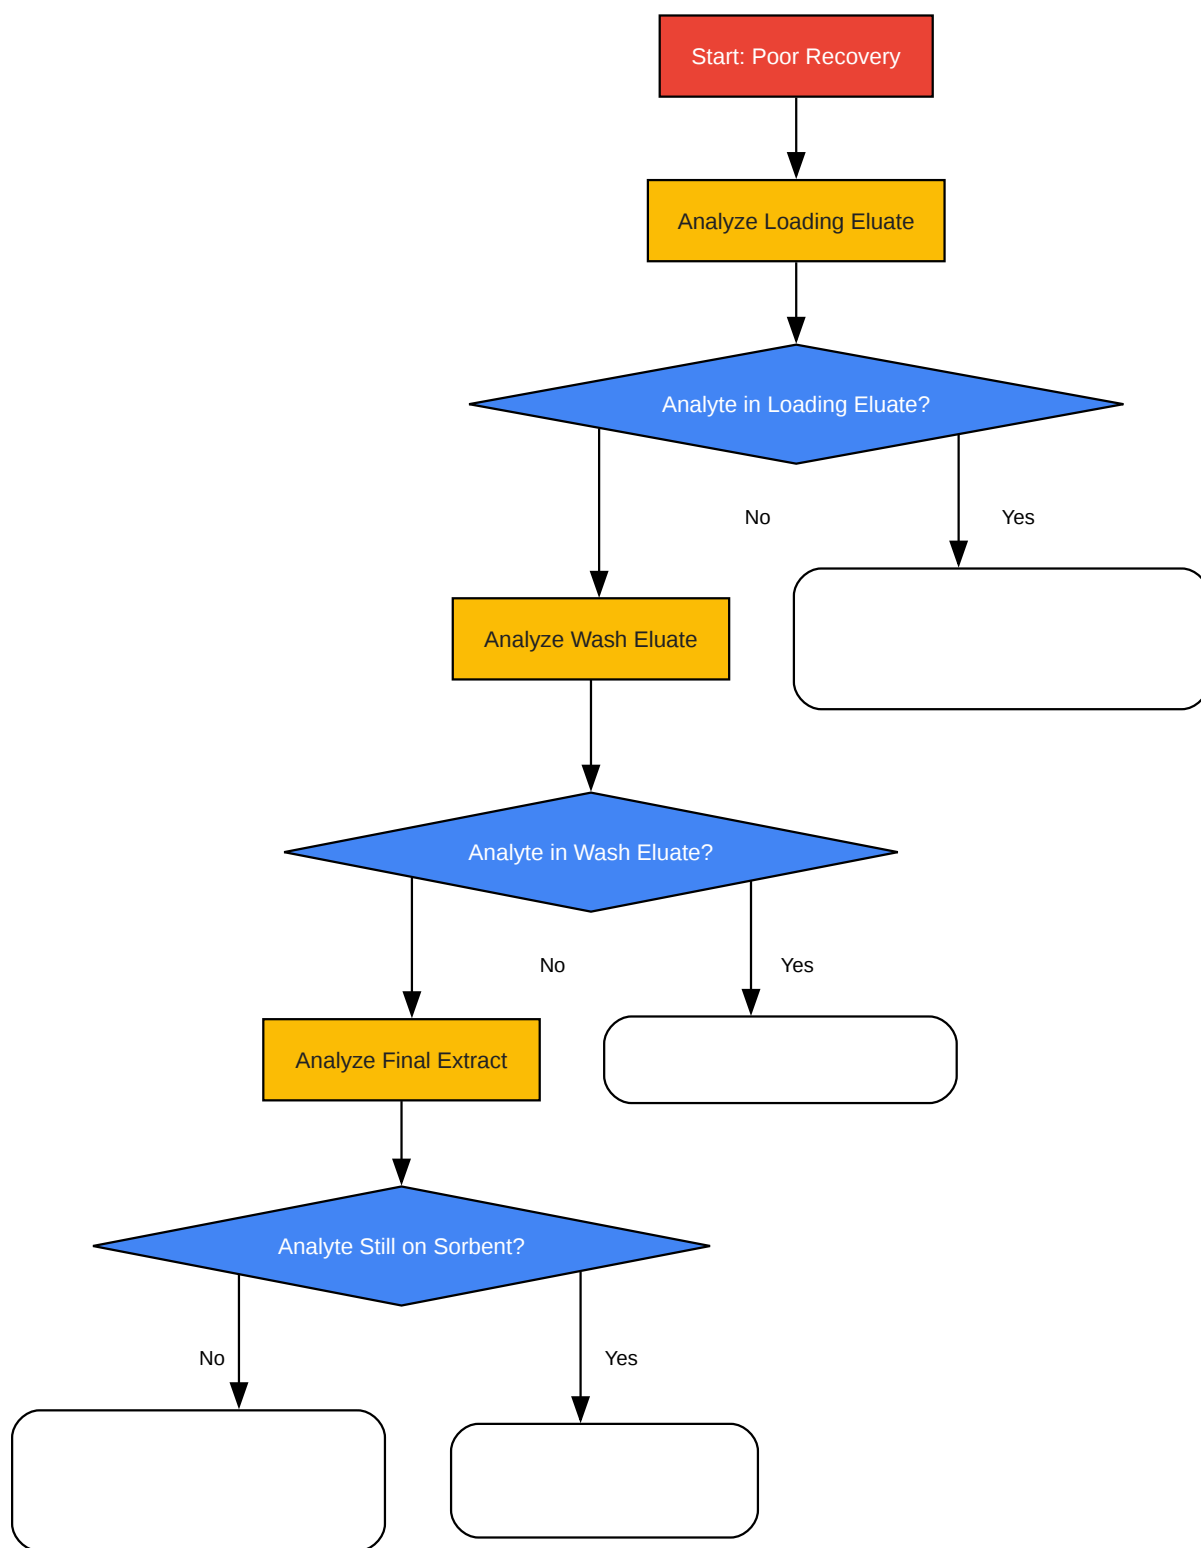 Start: Poor Recovery
Analyze Loading Eluate
Analyte in Loading Eluate?
No
Yes
Analyze Wash Eluate
Analyte in Wash Eluate?
No
Yes
Analyze Final Extract
Analyte Still on Sorbent?
No
Yes